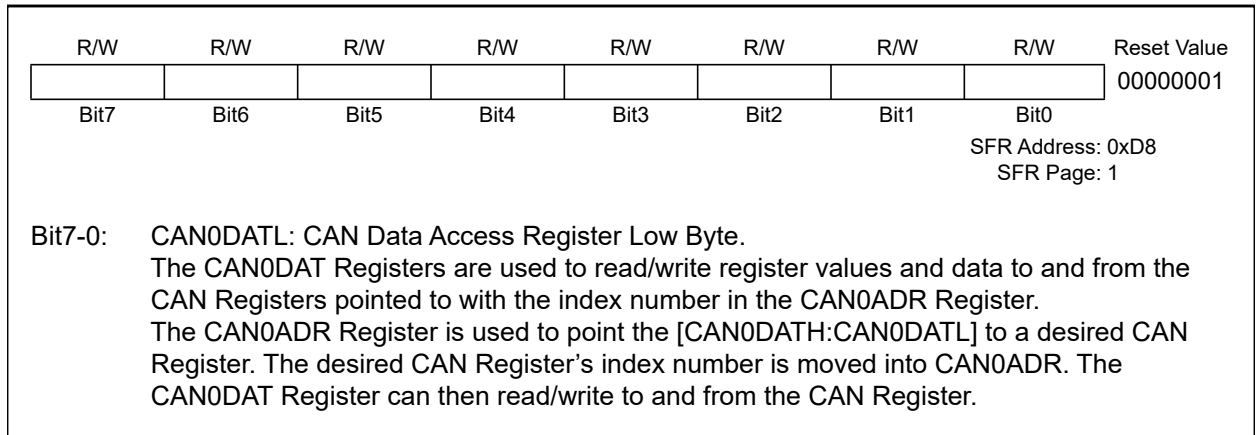 R/W R/W R/W R/W R/W R/W R/W R/W Reset Value
00000001
Bit7 Bit6 Bit5 Bit4 Bit3 Bit2 Bit1 Bit0
SFR Address: 0xD8
SFR Page: 1
Bit7-0: CAN0DATL: CAN Data Access Register Low Byte.
The CAN0DAT Registers are used to read/write register values and data to and from the
CAN Registers pointed to with the index number in the CAN0ADR Register.
The CAN0ADR Register is used to point the [CAN0DATH:CAN0DATL] to a desired CAN
Register. The desired CAN Register’s index number is moved into CAN0ADR. The
CAN0DAT Register can then read/write to and from the CAN Register.